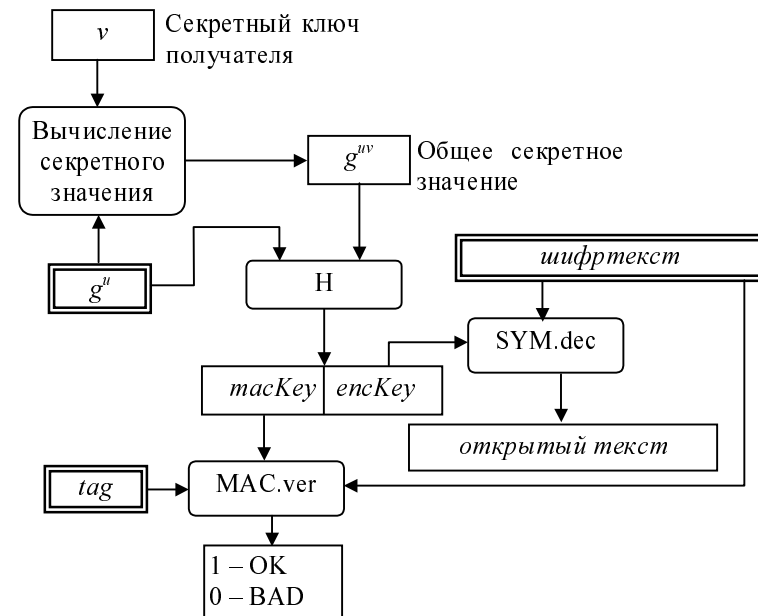 v
Секретный ключ
получателя
Вычисление
секретного
значения
g^{uv}
Общее секретное
значение
g^{u}
H
шифртекст
SYM.dec
macKey
encKey
открытый текст
tag
MAC.ver
1 – OK
0 – BAD